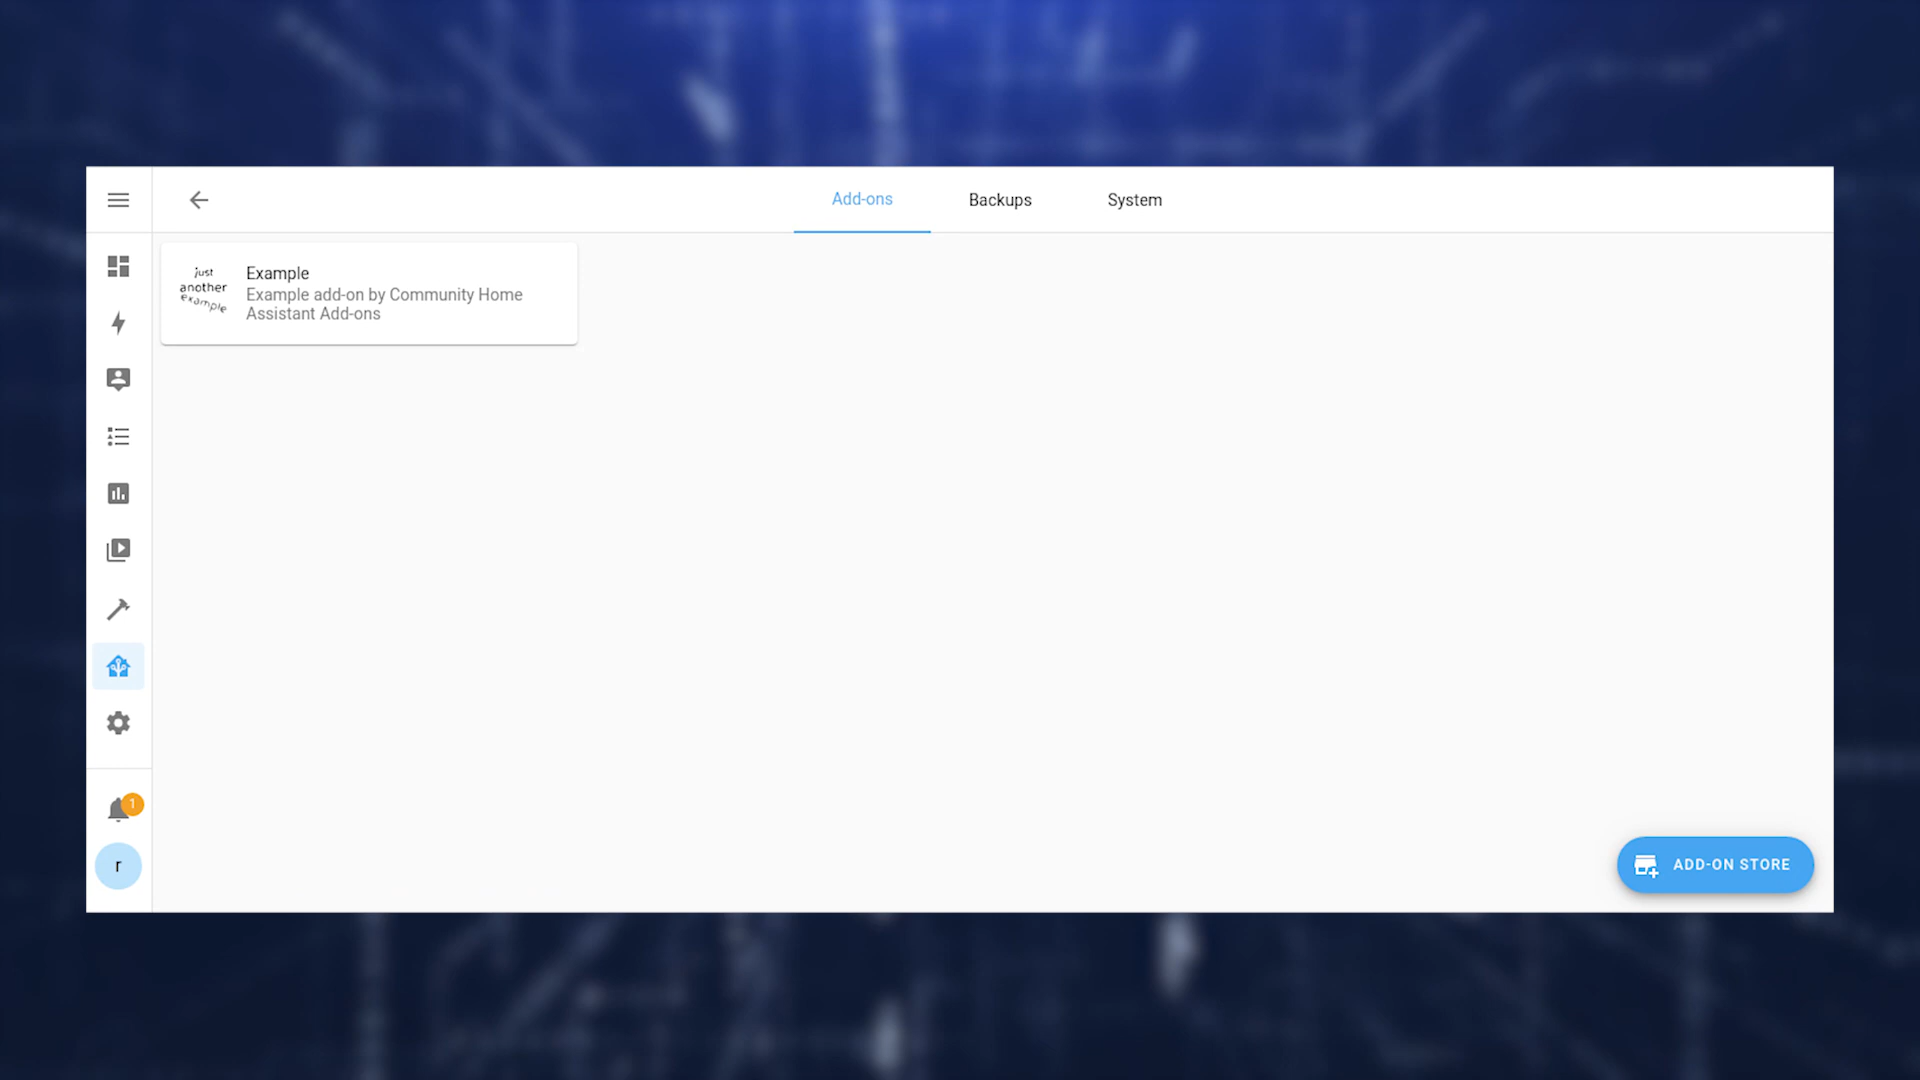 Add-ons
Backups
System
just
another
example
Example
Example add-on by Community Home
Assistant Add-ons
1
r
ADD-ON STORE